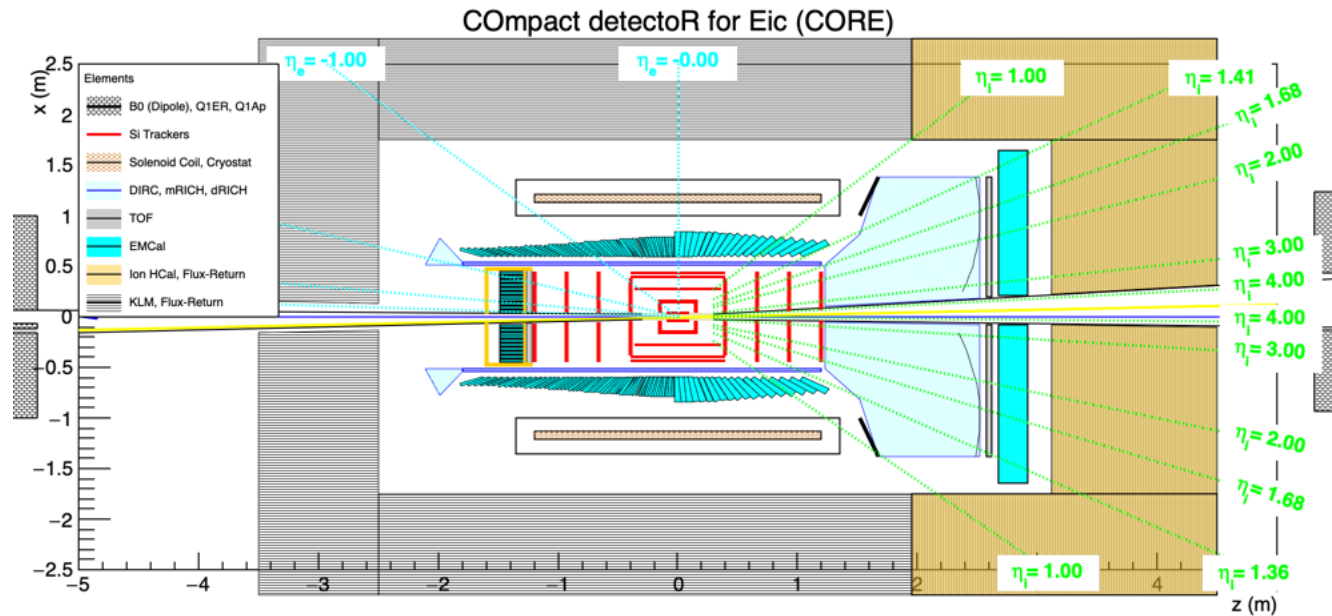 COmpact detectoR for Eic (CORE)
x (m)
2.5
2
1.5
1
0.5
0
−0.5
−1
−1.5
−2
−2.5
Elements
B0 (Dipole), Q1ER, Q1Ap
Si Trackers
Solenoid Coil, Cryostat
DIRC, mRICH, dRICH
TOF
EMCal
Ion HCal, Flux-Return
KLM, Flux-Return
ηe = -1.00
ηe = -0.00
ηi = 1.00
ηi = 1.41
ηi = 1.68
ηi = 2.00
ηi = 3.00
ηi = 4.00
ηi = 4.00
ηi = 3.00
ηi = 2.00
ηi = 1.68
ηi = 1.36
ηi = 1.00
−5
−4
−3
−2
−1
0
1
2
4
z (m)